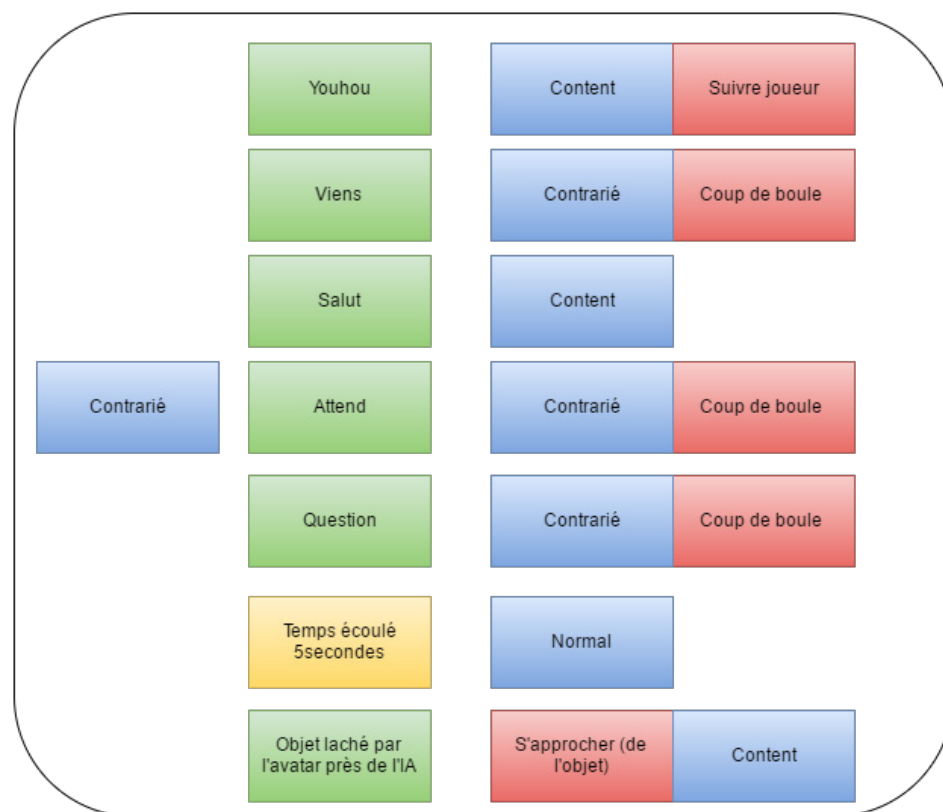 Youhou
Content
Suivre joueur
Viens
Contrarié
Coup de boule
Salut
Content
Contrarié
Attend
Contrarié
Coup de boule
Question
Contrarié
Coup de boule
Temps écoulé
5secondes
Normal
Objet laché par
l'avatar près de l'IA
S'approcher (de
l'objet)
Content